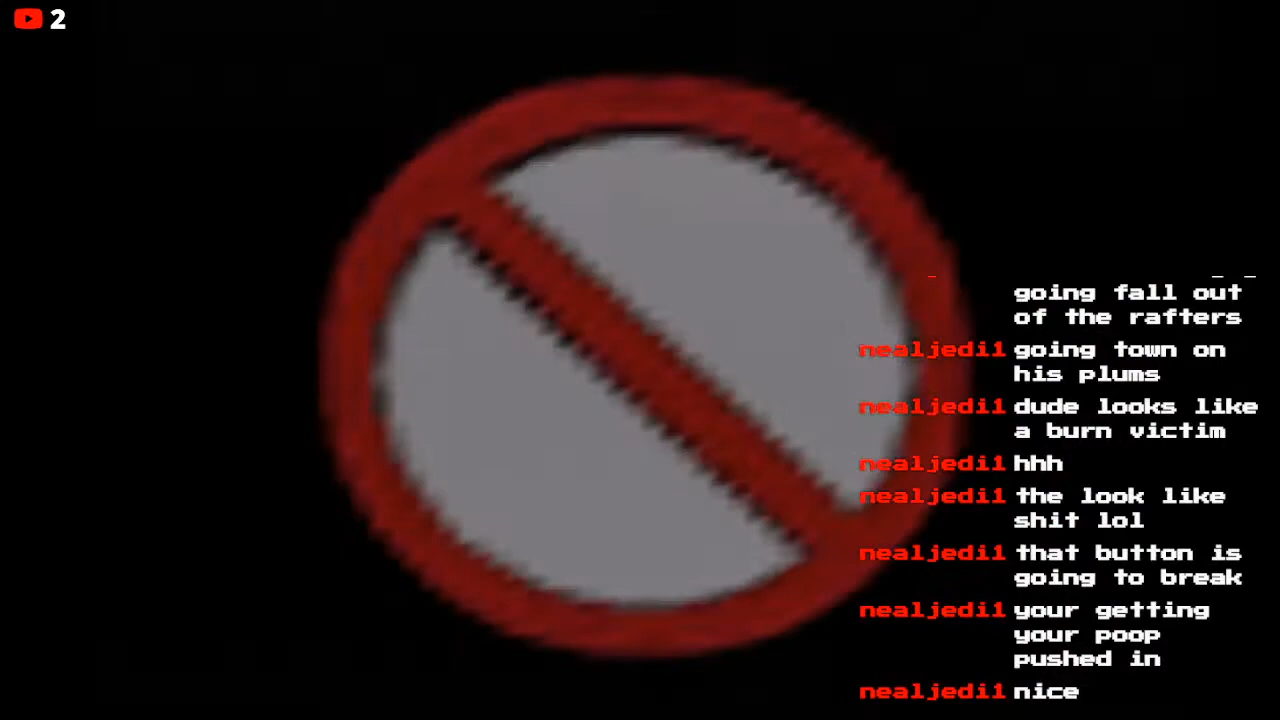 2
going fall out
of the rafters
nealjedi1 going town on
his plums
nealjedi1 dude looks like
a burn victim
nealjedi1 hhh
nealjedi1 the look like
shit lol
nealjedi1 that button is
going to break
nealjedi1 your getting
your poop
pushed in
nealjedi1 nice